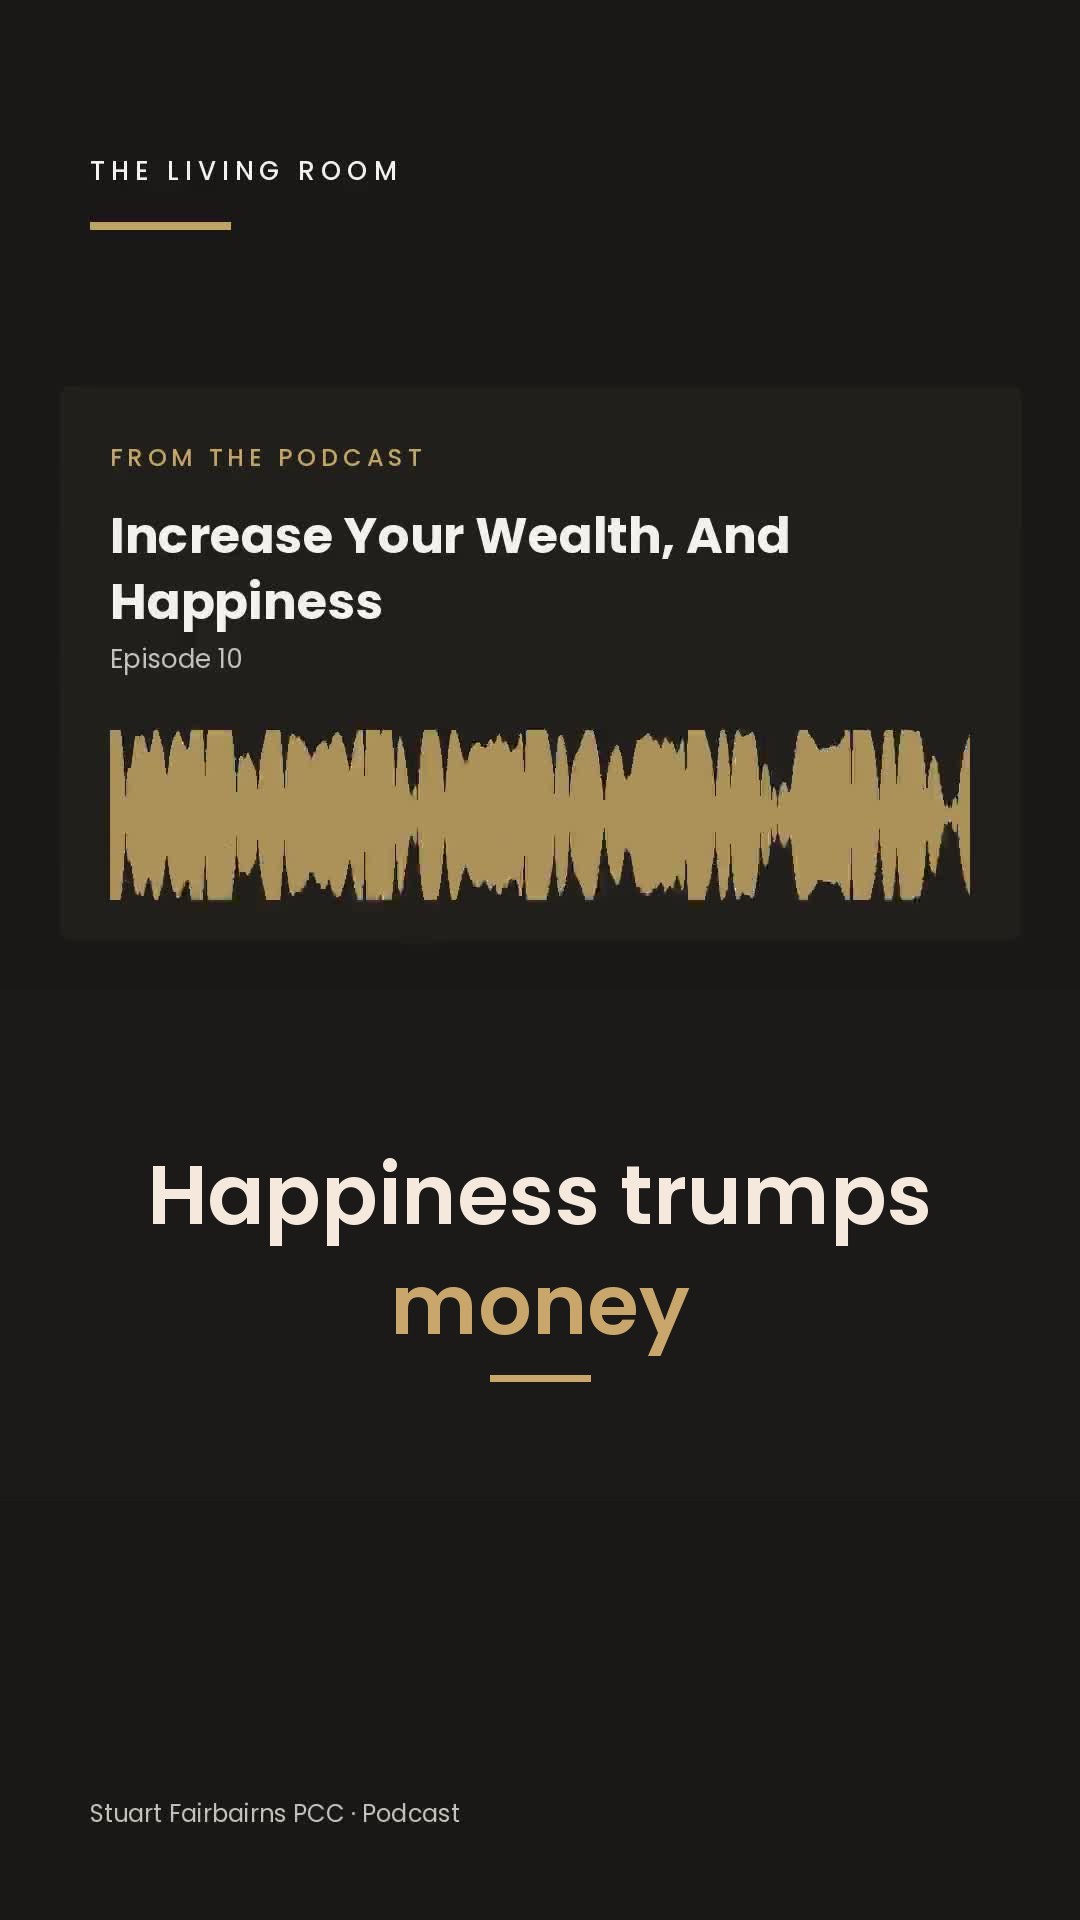 THE LIVING ROOM
FROM THE PODCAST
Increase Your Wealth, And
Happiness
Episode 10
Happiness trumps
money
Stuart Fairbairns PCC · Podcast